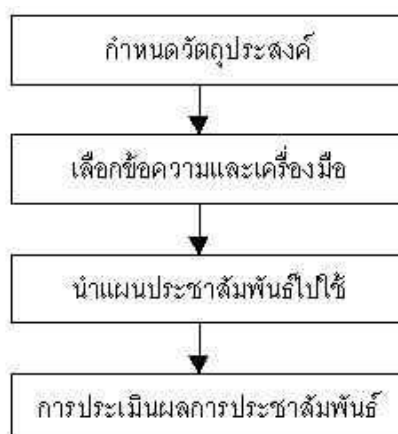 กำหนดวัตถุประสงค์
เลือกข้อความและเครื่องมือ
นำแผนประชาสัมพันธ์ไปใช้
การประเมินผลการประชาสัมพันธ์